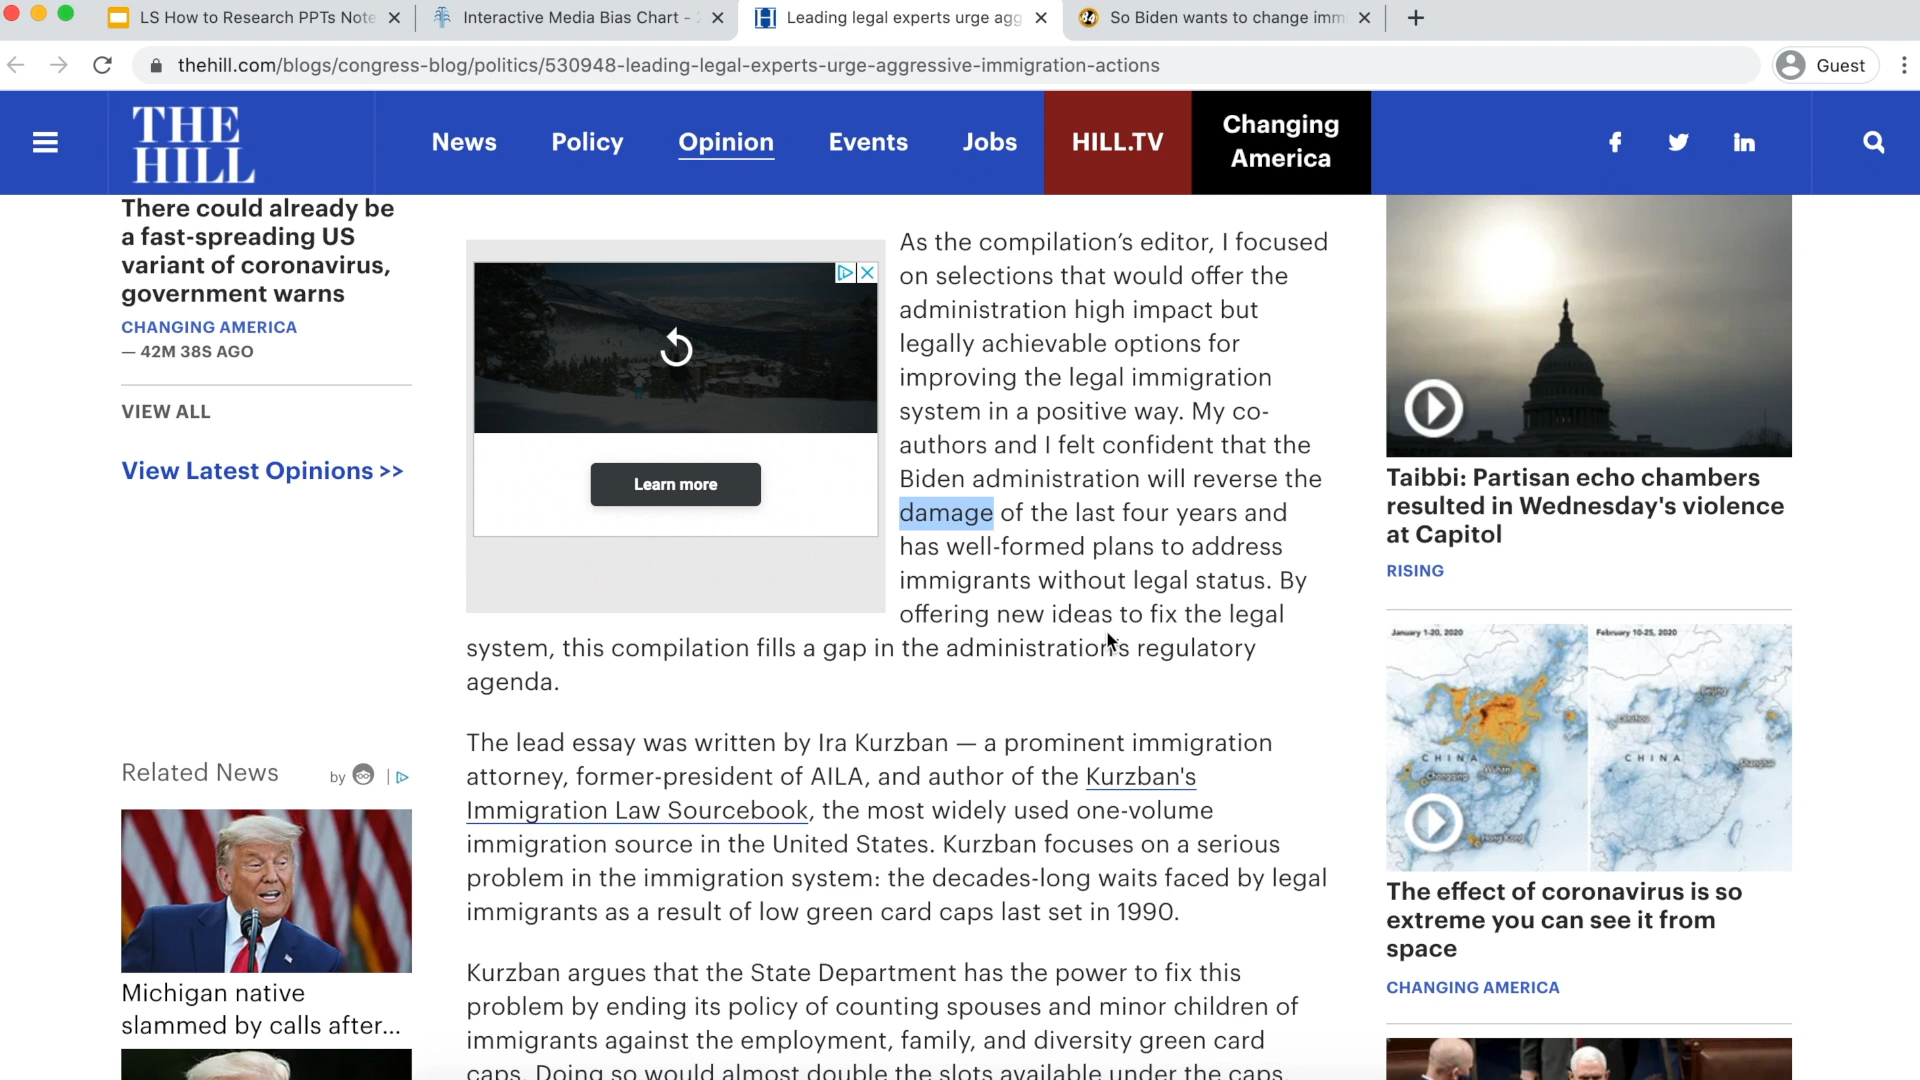 LS How to Research PPTs Note
Interactive Media Bias Chart -
Leading legal experts urge agg
So Biden wants to change imm
thehill.com/blogs/congress-blog/politics/530948-leading-legal-experts-urge-aggressive-immigration-actions
Guest
THE
HILL
News
Policy
Opinion
Events
Jobs
HILL.TV
Changing
America
There could already be
a fast-spreading US
variant of coronavirus,
government warns
CHANGING AMERICA
— 42M 38S AGO
VIEW ALL
View Latest Opinions >>
Related News
by
Michigan native
slammed by calls after...
Learn more
As the compilation's editor, I focused
on selections that would offer the
administration high impact but
legally achievable options for
improving the legal immigration
system in a positive way. My co-
authors and I felt confident that the
Biden administration will reverse the
damage of the last four years and
has well-formed plans to address
immigrants without legal status. By
offering new ideas to fix the legal
system, this compilation fills a gap in the administration's regulatory
agenda.
The lead essay was written by Ira Kurzban — a prominent immigration
attorney, former-president of AILA, and author of the Kurzban's
Immigration Law Sourcebook, the most widely used one-volume
immigration source in the United States. Kurzban focuses on a serious
problem in the immigration system: the decades-long waits faced by legal
immigrants as a result of low green card caps last set in 1990.
Kurzban argues that the State Department has the power to fix this
problem by ending its policy of counting spouses and minor children of
immigrants against the employment, family, and diversity green card
caps. Doing so would almost double the slots available under the caps.
Taibbi: Partisan echo chambers
resulted in Wednesday's violence
at Capitol
RISING
January 1-20, 2020
February 10-25, 2020
CHINA
Wuhan
CHINA
Shanghai
The effect of coronavirus is so
extreme you can see it from
space
CHANGING AMERICA